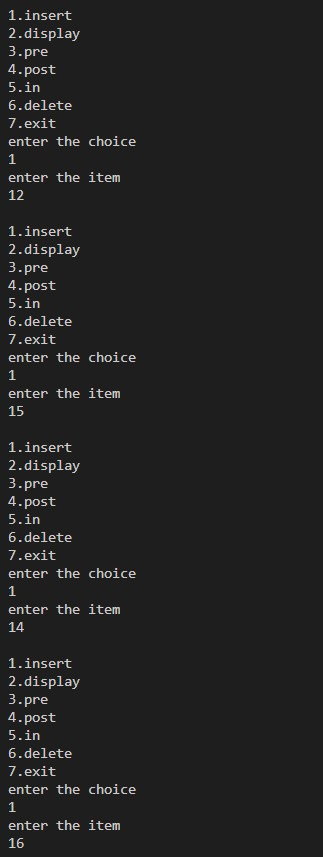 1.insert
2.display
3.pre
4.post
5.in
6.delete
7.exit
enter the choice
1
enter the item
12

1.insert
2.display
3.pre
4.post
5.in
6.delete
7.exit
enter the choice
1
enter the item
15

1.insert
2.display
3.pre
4.post
5.in
6.delete
7.exit
enter the choice
1
enter the item
14

1.insert
2.display
3.pre
4.post
5.in
6.delete
7.exit
enter the choice
1
enter the item
16